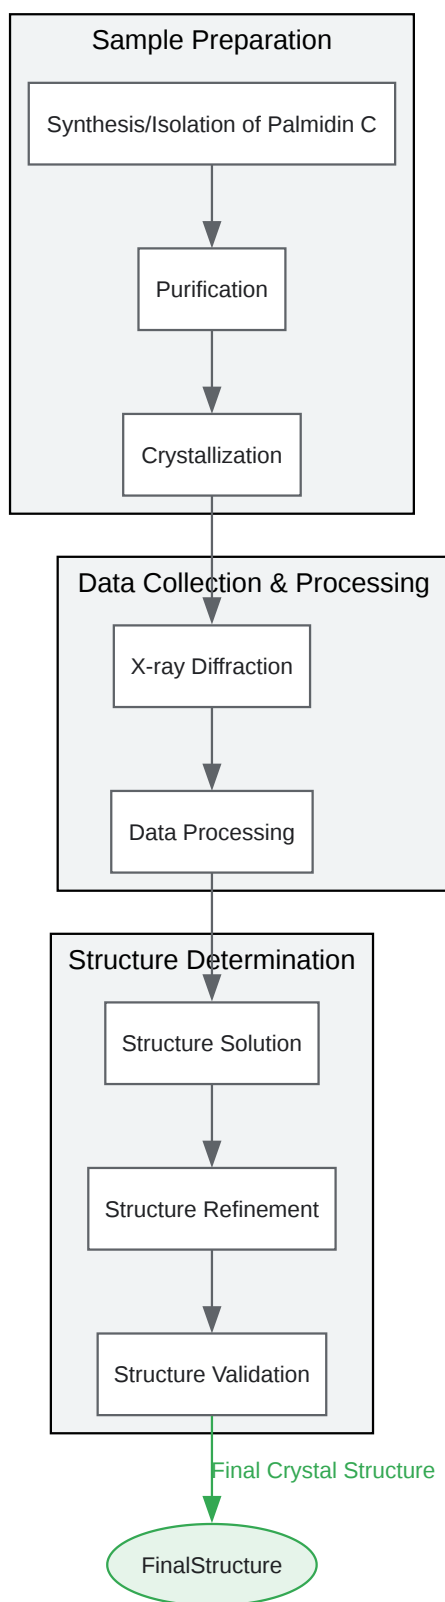 Sample Preparation
Synthesis/Isolation of Palmidin C
Purification
Crystallization
Data Collection & Processing
X-ray Diffraction
Data Processing
Structure Determination
Structure Solution
Structure Refinement
Structure Validation
Final Crystal Structure
FinalStructure